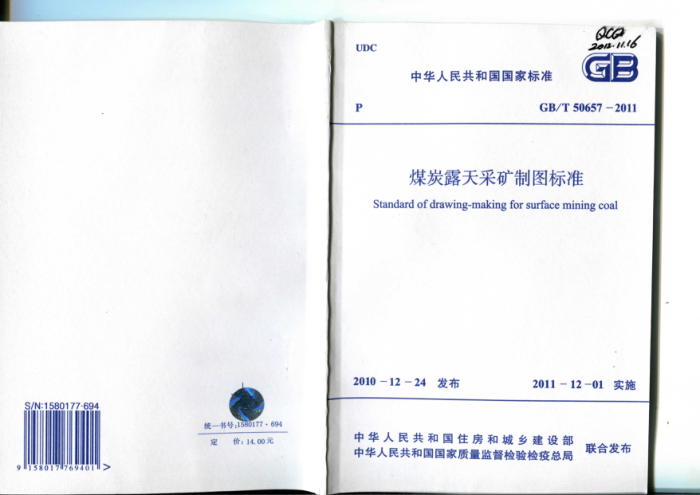 S/N:1580177·694
9 158017 769401 >
统一书号:1580177·694
定 价:14.00元
UDC
QCQ
2012.11.16
中华人民共和国国家标准
GB
P
GB/T 50657－2011
煤炭露天采矿制图标准
Standard of drawing-making for surface mining coal
2010－12－24 发布
2011－12－01 实施
中华人民共和国住房和城乡建设部
中华人民共和国国家质量监督检验检疫总局
联合发布